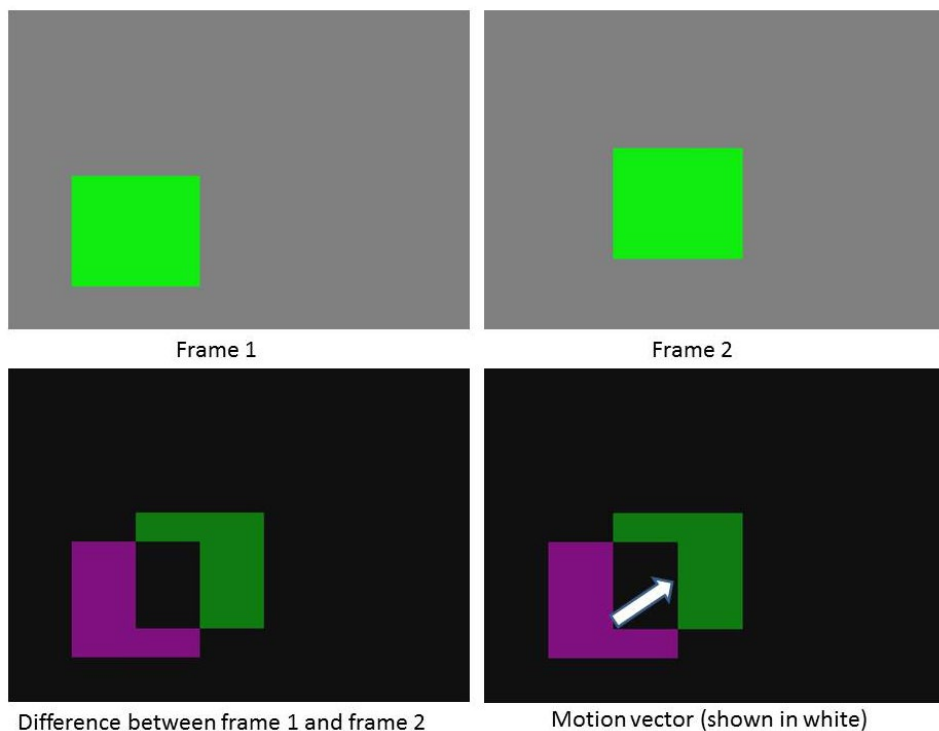 Frame 1
Frame 2
Difference between frame 1 and frame 2
Motion vector (shown in white)